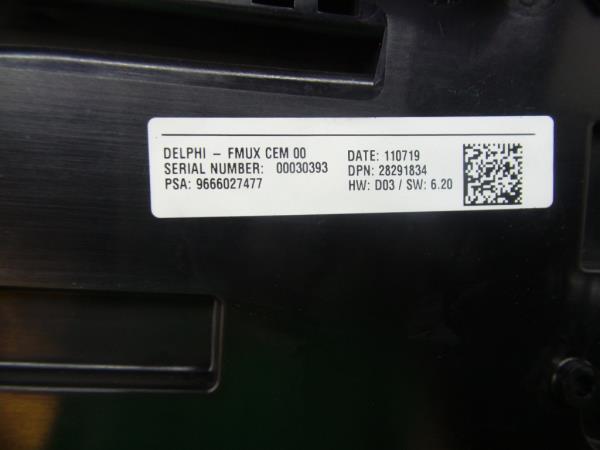 DELPHI – FMUX CEM 00
SERIAL NUMBER: 00030393
PSA: 9666027477
DATE: 110719
DPN: 28291834
HW: D03 / SW: 6.20